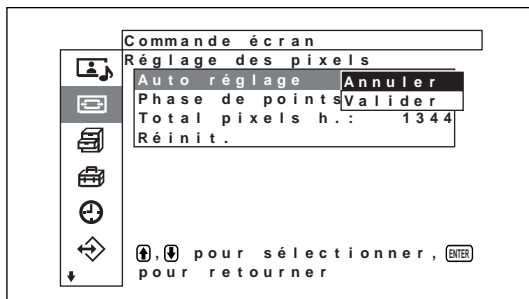 Commande écran
Réglage des pixels
Auto réglage Annuler
Phase de points Valider
Total pixels h.: 1344
Réinit.
, pour sélectionner, ENTER
pour retourner